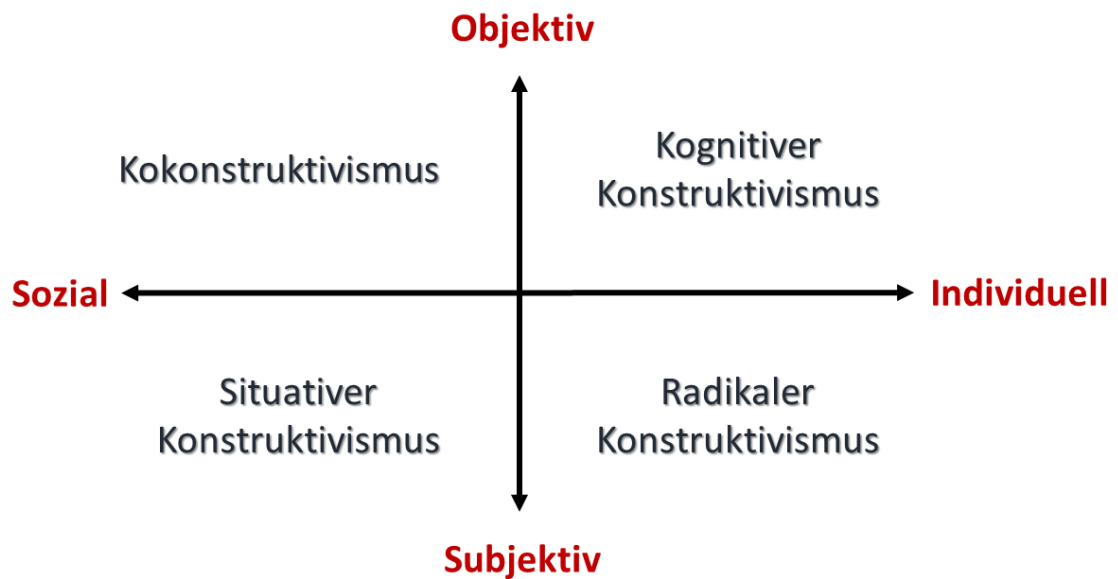 Objektiv
Kokonstruktivismus
Kognitiver
Konstruktivismus
Sozial
Individuell
Situativer
Konstruktivismus
Radikaler
Konstruktivismus
Subjektiv